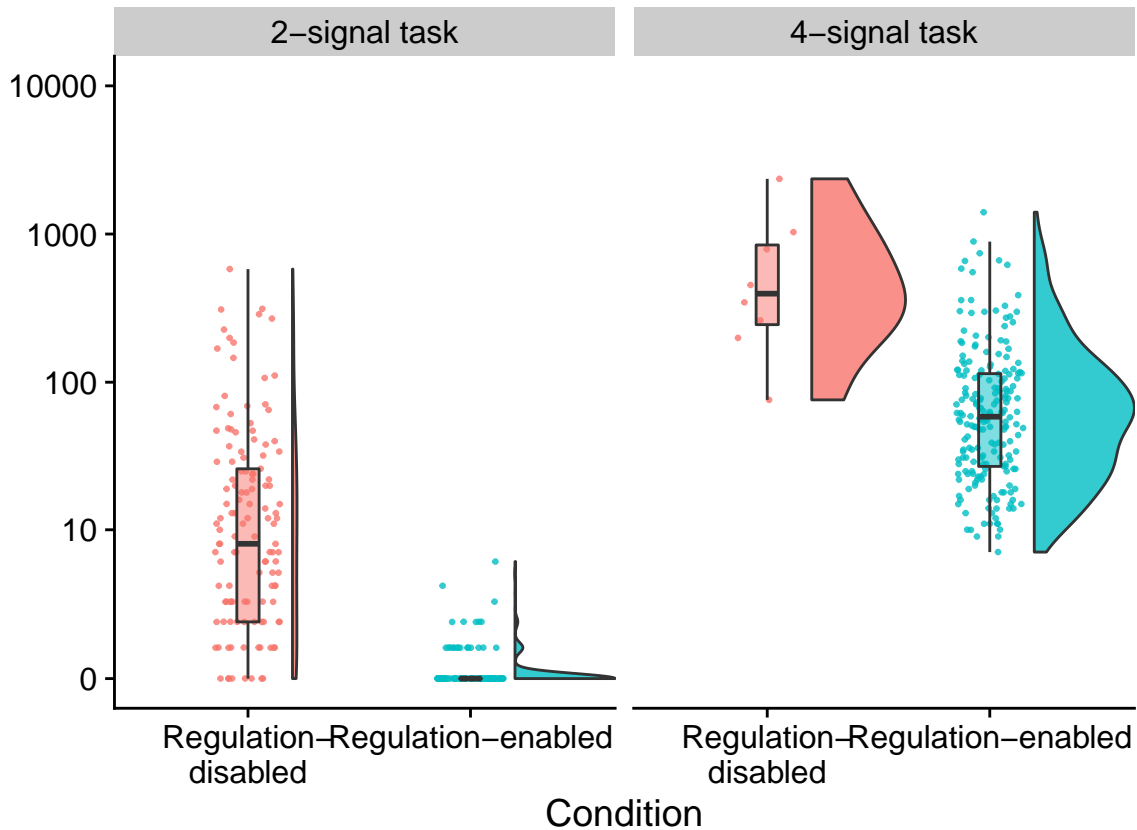 2−signal task
4−signal task
10000
1000
100
10
0
Regulation−
disabled
Regulation−enabled
Regulation−
disabled
Regulation−enabled
Condition